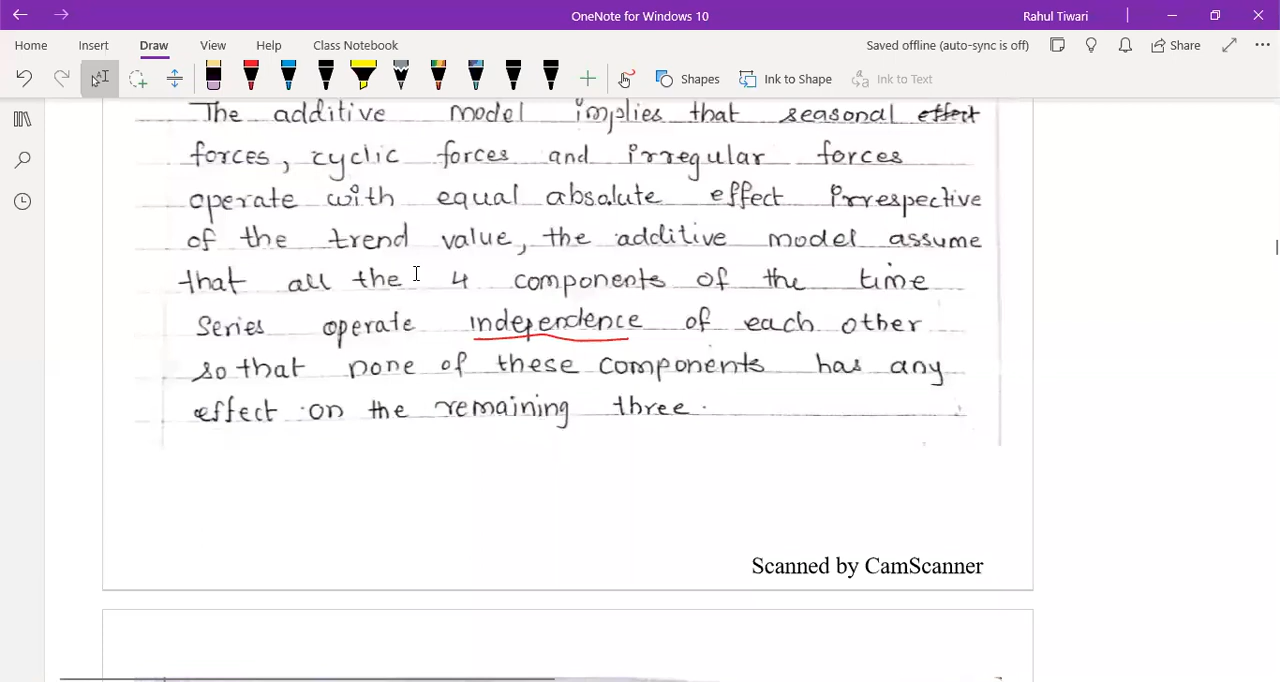 OneNote for Windows 10
Rahul Tiwari
Home Insert Draw View Help Class Notebook
Saved offline (auto-sync is off) Share
Shapes Ink to Shape Ink to Text
The additive model implies that seasonal effect
forces, cyclic forces and irregular forces
operate with equal absolute effect irrespective
of the trend value, the additive model assume
that all the 4 components of the time
Series operate independence of each other
so that none of these components has any
effect on the remaining three.
Scanned by CamScanner